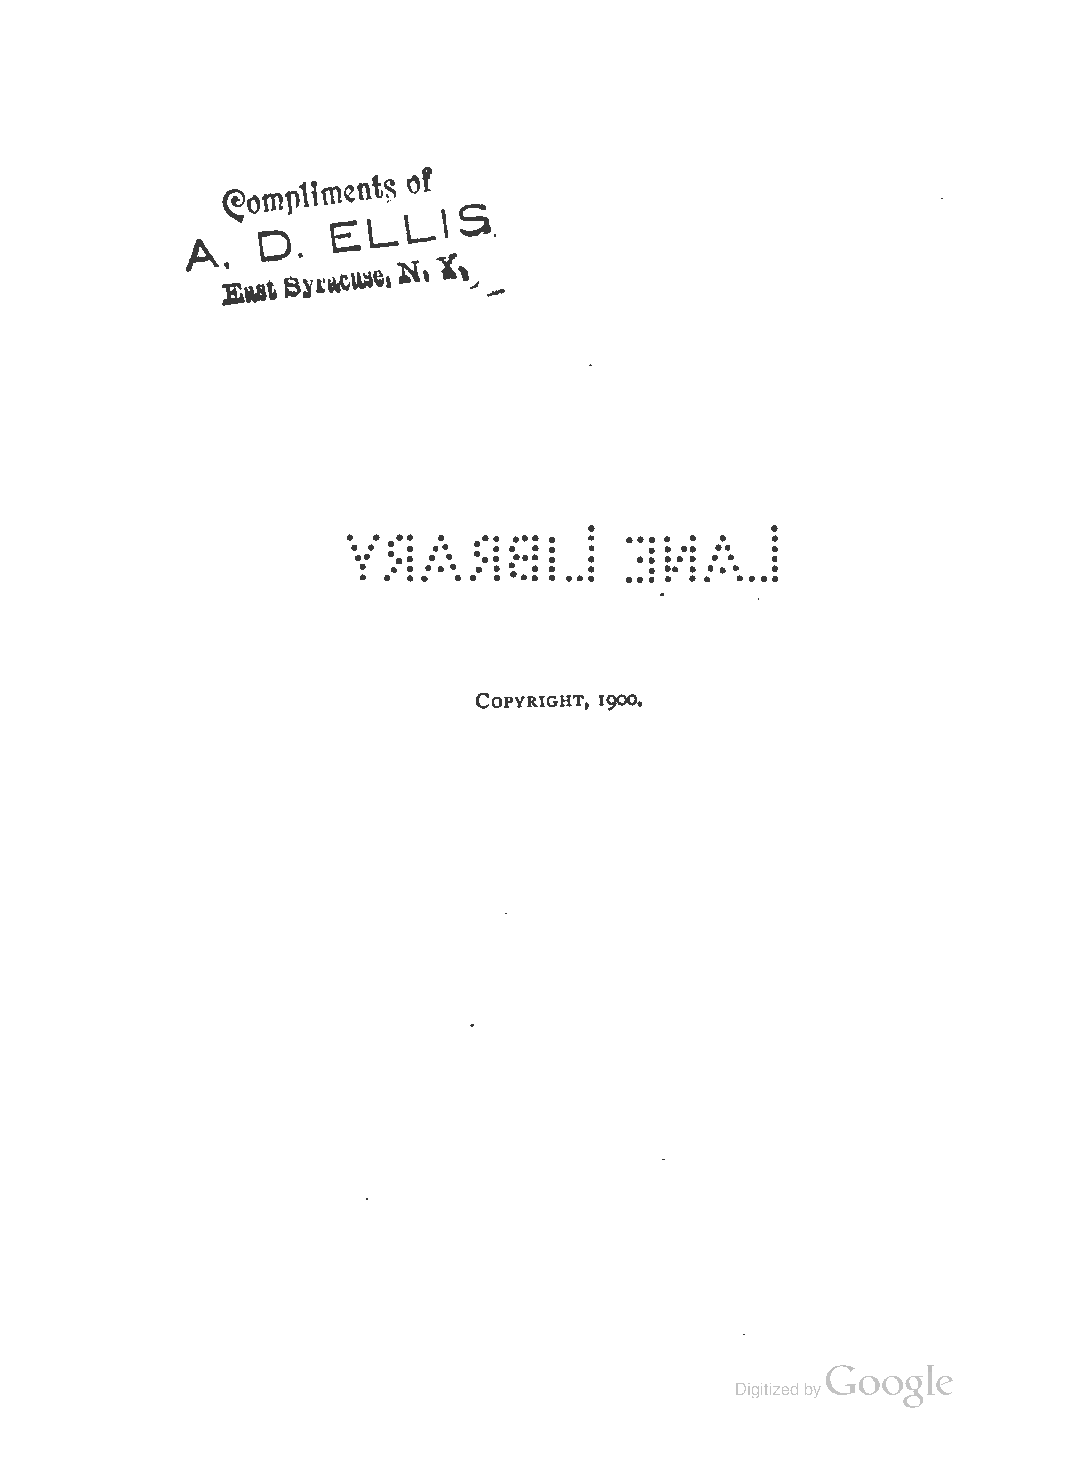 Compliments of
A. D. ELLIS.
East Syracuse, N. Y.,
LANE LIBRARY
COPYRIGHT, 1900.
Digitized by Google